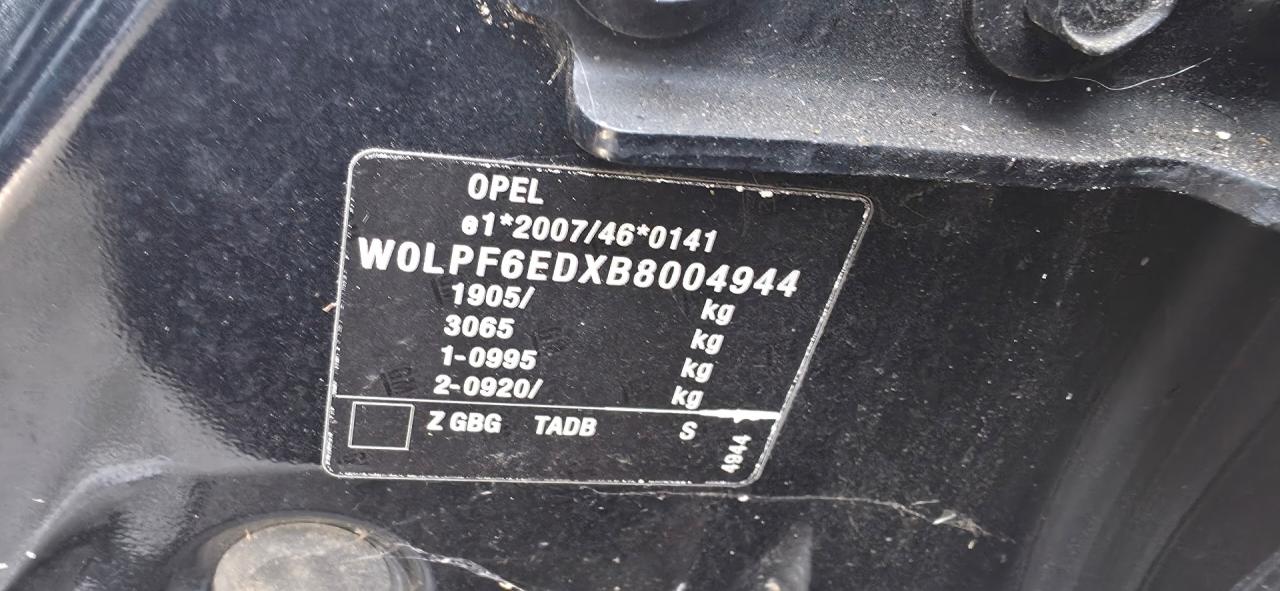 OPEL
e1*2007/46*0141
W0LPF6EDXB8004944
1905/ kg
3065 kg
1-0995 kg
2-0920/ kg
Z GBG TADB S
4944